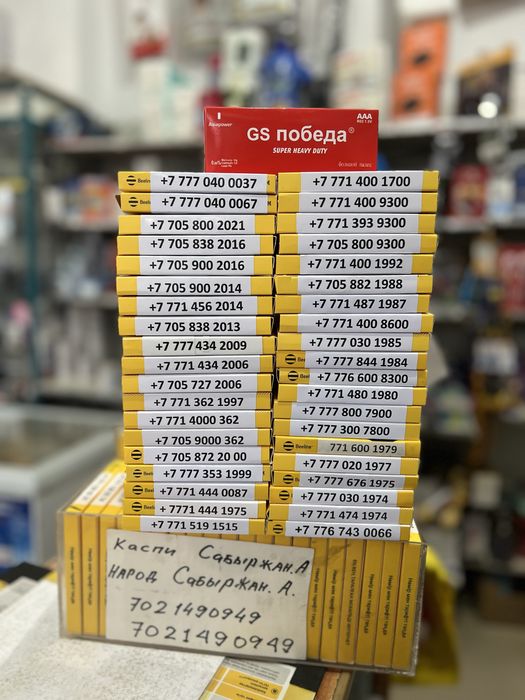 Aquapower
GS победа®
SUPER HEAVY DUTY
AAA
Beeline
+7 777 040 0037
Beeline
+7 777 040 0067
+7 705 800 2021
+7 705 838 2016
+7 705 900 2016
+7 705 900 2014
+7 771 456 2014
+7 705 838 2013
+7 777 434 2009
+7 771 434 2006
+7 705 727 2006
+7 771 362 1997
+7 771 4000 362
+7 705 9000 362
+7 705 872 20 00
+7 777 353 1999
+7 771 444 0087
+7 771 444 1975
+7 771 519 1515
+7 771 400 1700
+7 771 400 9300
+7 771 393 9300
+7 705 800 9300
+7 771 400 1992
+7 705 882 1988
+7 771 487 1987
+7 771 400 8600
+7 777 030 1985
+7 777 844 1984
+7 776 600 8300
+7 771 480 1980
+7 777 800 7900
+7 777 300 7800
Beeline
771 600 1979
+7 777 020 1977
+7 777 676 1975
+7 777 030 1974
+7 771 474 1974
+7 776 743 0066
Каспи Сабыржан.А
НАРОД Сабыржан. А.
7021490949
7021490949